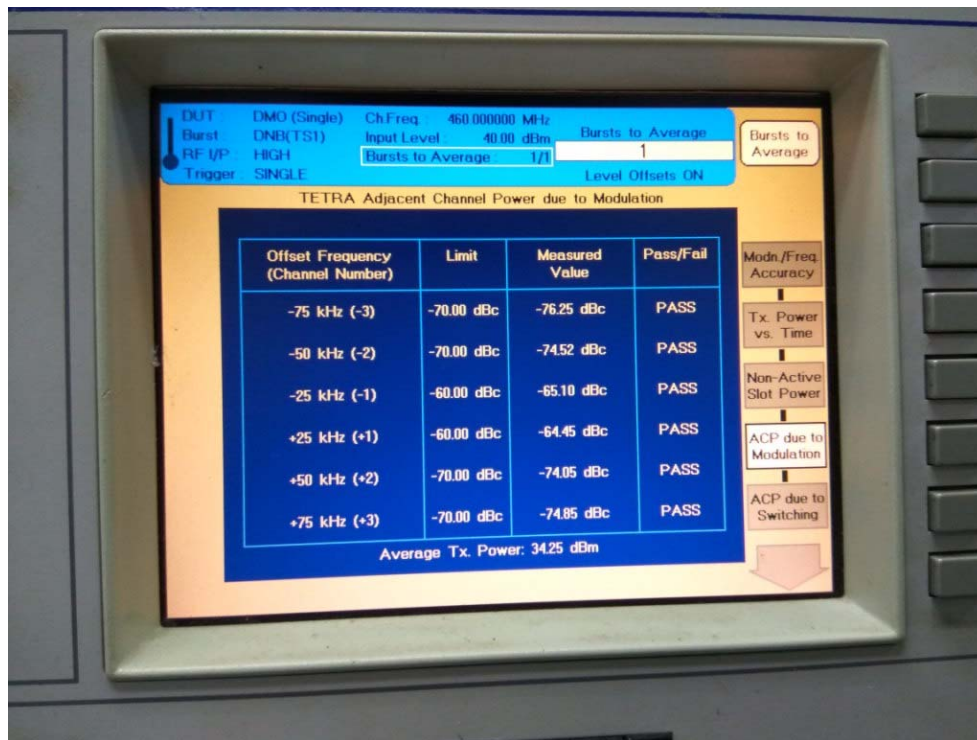 DUT : DMO (Single) Ch.Freq. : 460.000000 MHz
Burst : DNB(TS1) Input Level : 40.00 dBm Bursts to Average
RF I/P : HIGH Bursts to Average : 1/1 1
Trigger : SINGLE Level Offsets ON
Bursts to
Average
TETRA Adjacent Channel Power due to Modulation
Offset Frequency Limit Measured Pass/Fail
(Channel Number) Value
-75 kHz (-3) -70.00 dBc -76.25 dBc PASS
-50 kHz (-2) -70.00 dBc -74.52 dBc PASS
-25 kHz (-1) -60.00 dBc -65.10 dBc PASS
+25 kHz (+1) -60.00 dBc -64.45 dBc PASS
+50 kHz (+2) -70.00 dBc -74.05 dBc PASS
+75 kHz (+3) -70.00 dBc -74.85 dBc PASS
Average Tx. Power: 34.25 dBm
Modn./Freq.
Accuracy
Tx. Power
vs. Time
Non-Active
Slot Power
ACP due to
Modulation
ACP due to
Switching